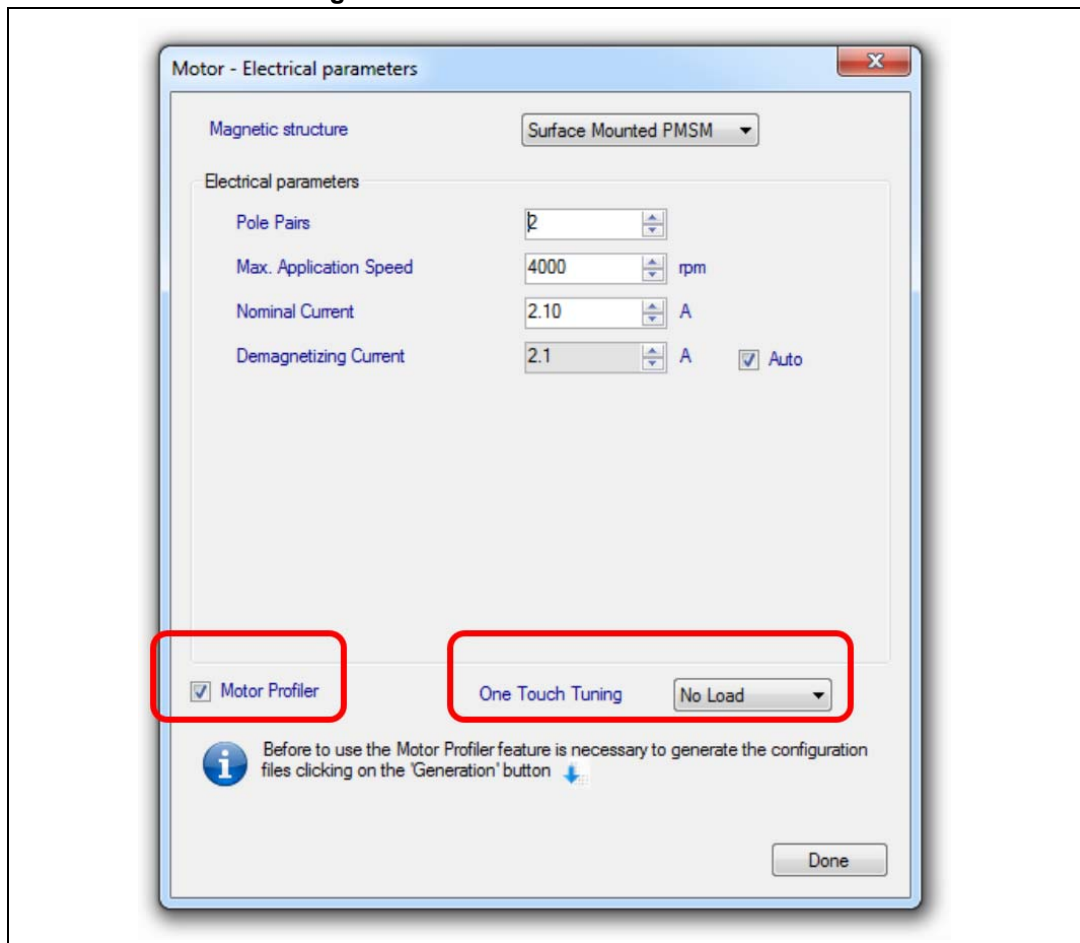 Motor - Electrical parameters
Magnetic structure Surface Mounted PMSM
Electrical parameters
Pole Pairs 2
Max. Application Speed 4000 rpm
Nominal Current 2.10 A
Demagnetizing Current 2.1 A Auto
Motor Profiler One Touch Tuning No Load
Before to use the Motor Profiler feature is necessary to generate the configuration
files clicking on the 'Generation' button
Done